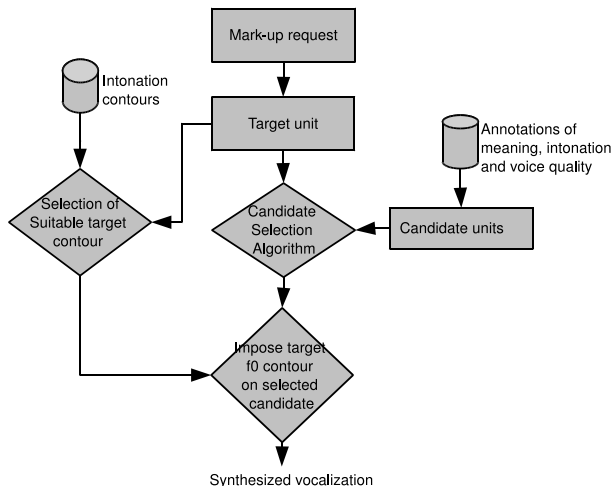 Mark-up request
Intonation
contours
Target unit
Annotations of
meaning, intonation
and voice quality
Selection of
Suitable target
contour
Candidate
Selection
Algorithm
Candidate units
Impose target
f0 contour
on selected
candidate
Synthesized vocalization